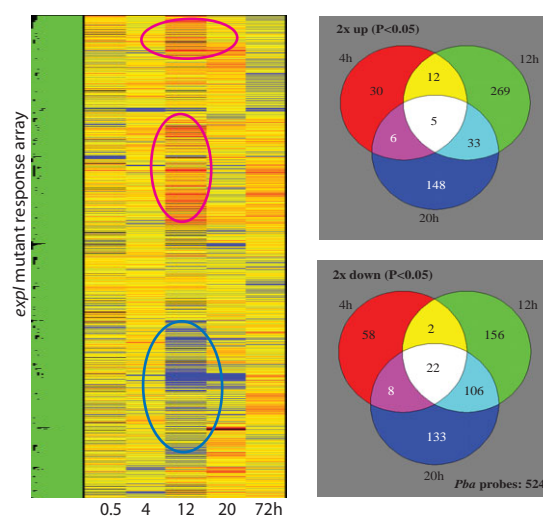 expI mutant response array
0.5 4 12 20 72h
2x up (P<0.05)
4h
12h
30
12
269
5
6
33
148
20h
2x down (P<0.05)
4h
12h
58
2
156
22
8
106
133
20h
Pba probes: 524